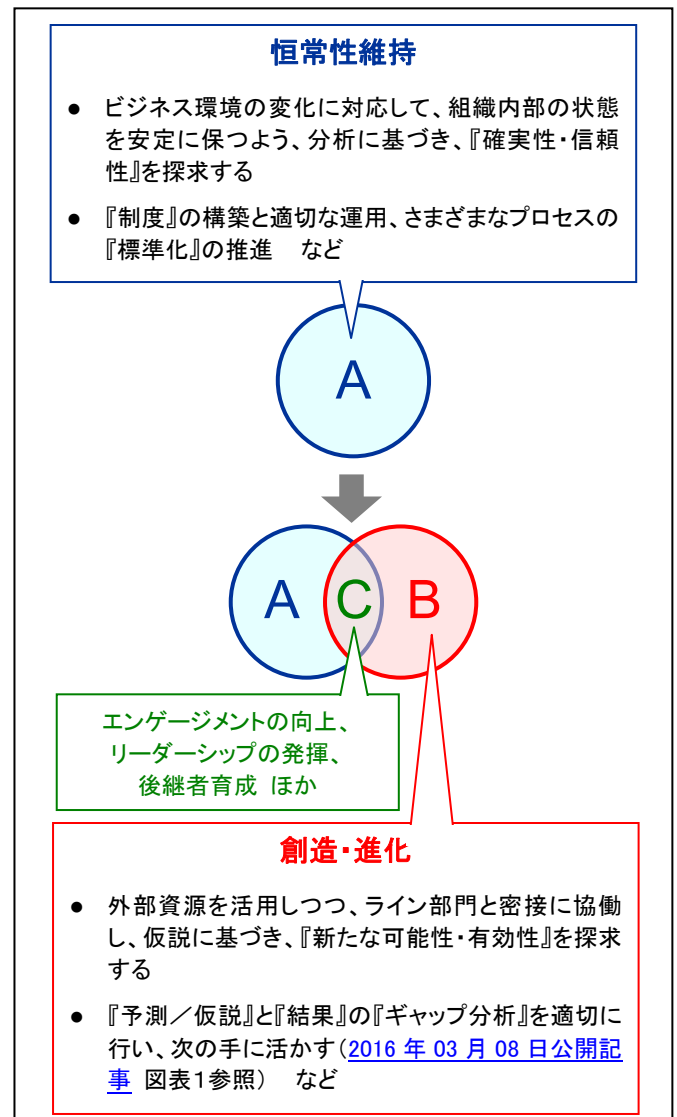 恒常性維持
● ビジネス環境の変化に対応して、組織内部の状態
を安定に保つよう、分析に基づき、『確実性・信頼
性』を探求する
● 『制度』の構築と適切な運用、さまざまなプロセスの
『標準化』の推進 など
A
A C B
エンゲージメントの向上、
リーダーシップの発揮、
後継者育成 ほか
創造・進化
● 外部資源を活用しつつ、ライン部門と密接に協働
し、仮説に基づき、『新たな可能性・有効性』を探求
する
● 『予測／仮説』と『結果』の『ギャップ分析』を適切に
行い、次の手に活かす（2016 年 03 月 08 日公開記
事 図表１参照） など